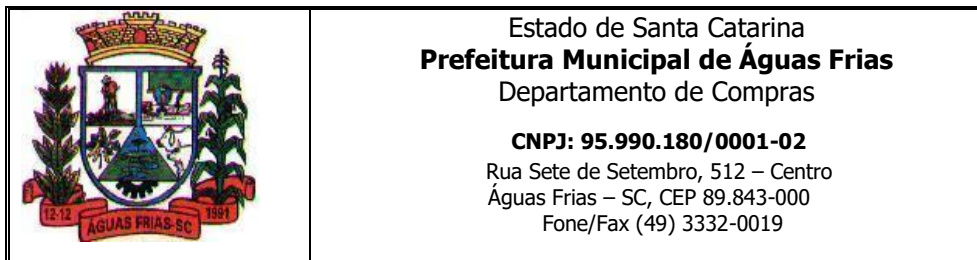 Estado de Santa Catarina
Prefeitura Municipal de Águas Frias
Departamento de Compras
CNPJ: 95.990.180/0001-02
Rua Sete de Setembro, 512 – Centro
Águas Frias – SC, CEP 89.843-000
Fone/Fax (49) 3332-0019
12-12
ÁGUAS FRIAS-SC
1991